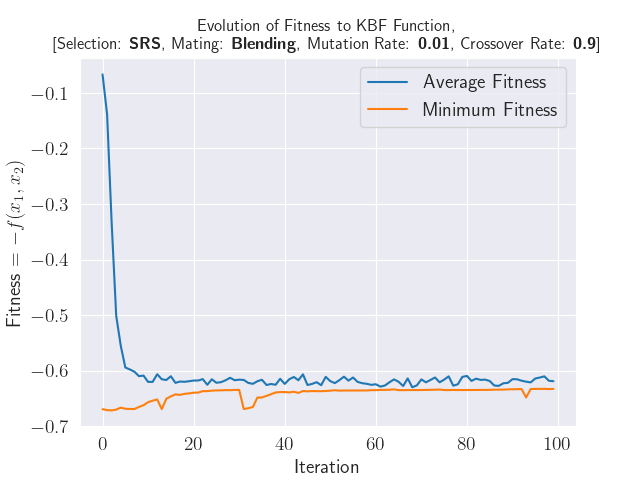 Evolution of Fitness to KBF Function,
[Selection: SRS, Mating: Blending, Mutation Rate: 0.01, Crossover Rate: 0.9]
Average Fitness
Minimum Fitness
Fitness = −f(x₁, x₂)
−0.1
−0.2
−0.3
−0.4
−0.5
−0.6
−0.7
0 20 40 60 80 100
Iteration